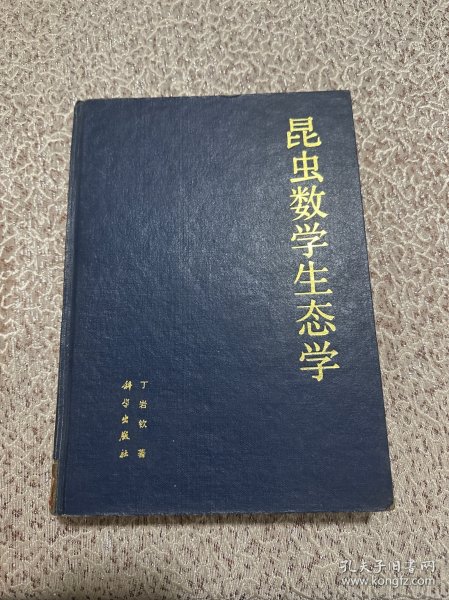 昆虫数学生态学
丁岩钦 著
科学出版社
孔夫子旧书网
www.kongfz.com